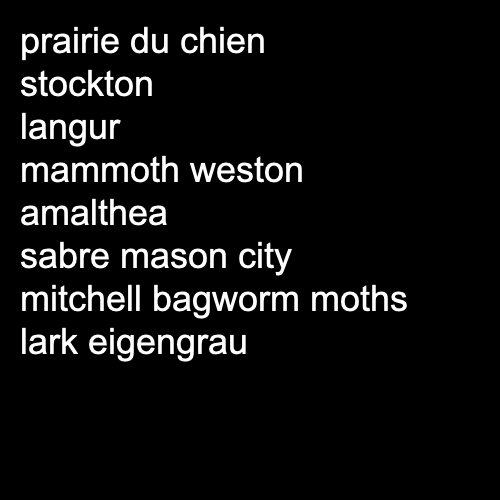 prairie du chien
stockton
langur
mammoth weston
amalthea
sabre mason city
mitchell bagworm moths
lark eigengrau